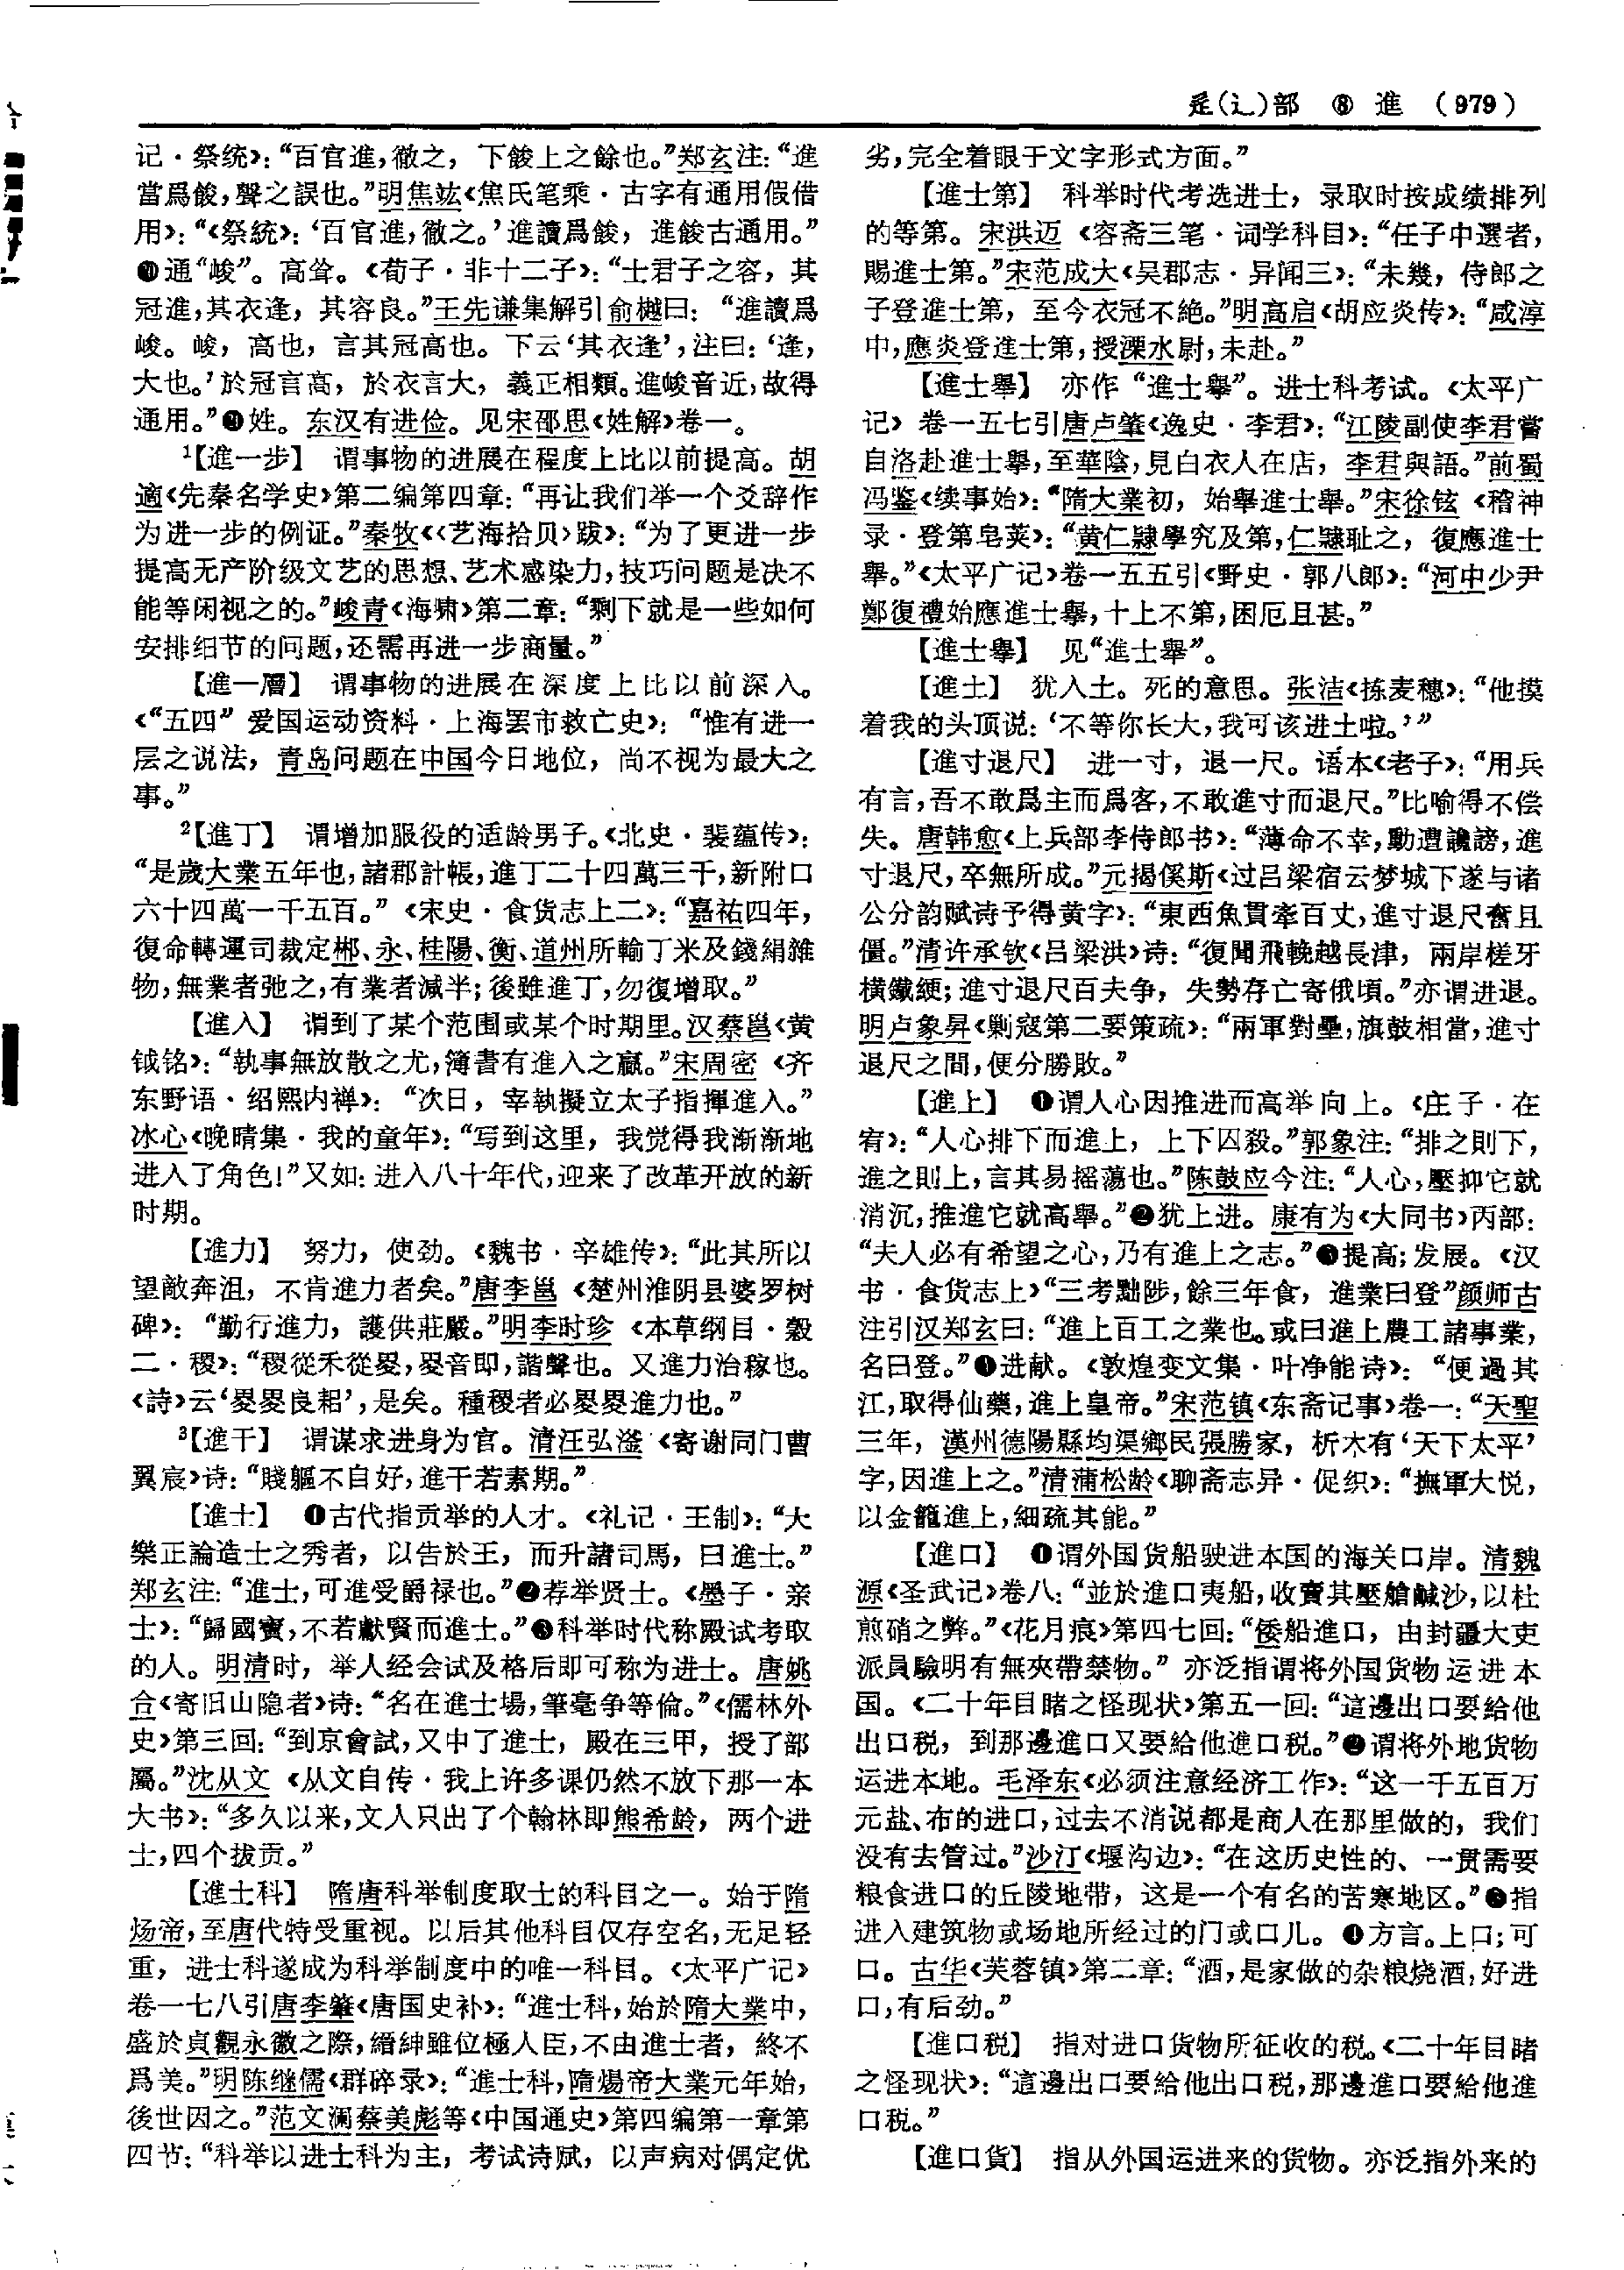 辵(辶)部 ⑧ 進 (979)
记·祭统》：“百官進，徹之，下餕上之餘也。”郑玄注：“進
當爲餕，聲之誤也。”明焦竑《焦氏笔乘·古字有通用假借
用》：“《祭統》：‘百官進，徹之。’進讀爲餕，進餕古通用。”
⑳通“峻”。高耸。《荀子·非十二子》：“士君子之容，其
冠進，其衣逢，其容良。”王先谦集解引俞樾曰：“進讀爲
峻。峻，高也，言其冠高也。下云‘其衣逢’，注曰：‘逢，
大也。’於冠言高，於衣言大，義正相類。進峻音近，故得
通用。”㉑姓。东汉有进俭。见宋邵思《姓解》卷一。
¹【進一步】 谓事物的进展在程度上比以前提高。胡
適《先秦名学史》第二编第四章：“再让我们举一个爻辞作
为进一步的例证。”秦牧《〈艺海拾贝〉跋》：“为了更进一步
提高无产阶级文艺的思想、艺术感染力，技巧问题是决不
能等闲视之的。”峻青《海啸》第二章：“剩下就是一些如何
安排细节的问题，还需再进一步商量。”
【進一層】 谓事物的进展在深度上比以前深入。
《“五四”爱国运动资料·上海罢市救亡史》：“惟有进一
层之说法，青岛问题在中国今日地位，尚不视为最大之
事。”
²【進丁】 谓增加服役的适龄男子。《北史·裴蕴传》：
“是歲大業五年也，諸郡計帳，進丁二十四萬三千，新附口
六十四萬一千五百。”《宋史·食货志上二》：“嘉祐四年，
復命轉運司裁定郴、永、桂陽、衡、道州所輸丁米及錢絹雜
物，無業者弛之，有業者減半；後雖進丁，勿復增取。”
【進入】 谓到了某个范围或某个时期里。汉蔡邕《黄
钺铭》：“執事無放散之尤，簿書有進入之贏。”宋周密《齐
东野语·绍熙内禅》：“次日，宰執擬立太子指揮進入。”
冰心《晚晴集·我的童年》：“写到这里，我觉得我渐渐地
进入了角色！”又如：进入八十年代，迎来了改革开放的新
时期。
【進力】 努力，使劲。《魏书·辛雄传》：“此其所以
望敵奔沮，不肯進力者矣。”唐李邕《楚州淮阴县婆罗树
碑》：“勤行進力，護供莊嚴。”明李时珍《本草纲目·穀
二·稷》：“稷從禾從畟，畟音即，諧聲也。又進力治稼也。
《詩》云‘畟畟良耜’，是矣。種稷者必畟畟進力也。”
³【進干】 谓谋求进身为官。清汪弘澄《寄谢同门曹
翼宸》诗：“賤軀不自好，進干若素期。”
【進士】 ❶古代指贡举的人才。《礼记·王制》：“大
樂正論造士之秀者，以告於王，而升諸司馬，曰進士。”
郑玄注：“進士，可進受爵禄也。”❷荐举贤士。《墨子·亲
士》：“歸國寶，不若獻賢而進士。”❸科举时代称殿试考取
的人。明清时，举人经会试及格后即可称为进士。唐姚
合《寄旧山隐者》诗：“名在進士場，筆毫争等倫。”《儒林外
史》第三回：“到京會試，又中了進士，殿在三甲，授了部
屬。”沈从文《从文自传·我上许多课仍然不放下那一本
大书》：“多久以来，文人只出了个翰林即熊希龄，两个进
士，四个拔贡。”
【進士科】 隋唐科举制度取士的科目之一。始于隋
炀帝，至唐代特受重视。以后其他科目仅存空名，无足轻
重，进士科遂成为科举制度中的唯一科目。《太平广记》
卷一七八引唐李肇《唐国史补》：“進士科，始於隋大業中，
盛於貞觀永徽之際，縉紳雖位極人臣，不由進士者，終不
爲美。”明陈继儒《群碎录》：“進士科，隋煬帝大業元年始，
後世因之。”范文澜蔡美彪等《中国通史》第四编第一章第
四节：“科举以进士科为主，考试诗赋，以声病对偶定优
劣，完全着眼于文字形式方面。”
【進士第】 科举时代考选进士，录取时按成绩排列
的等第。宋洪迈《容斋三笔·词学科目》：“任子中選者，
賜進士第。”宋范成大《吴郡志·异闻三》：“未幾，侍郎之
子登進士第，至今衣冠不絶。”明高启《胡应炎传》：“咸淳
中，應炎登進士第，授溧水尉，未赴。”
【進士舉】 亦作“進士擧”。进士科考试。《太平广
记》卷一五七引唐卢肇《逸史·李君》：“江陵副使李君嘗
自洛赴進士舉，至華陰，見白衣人在店，李君與語。”前蜀
冯鉴《续事始》：“隋大業初，始舉進士舉。”宋徐铉《稽神
录·登第皂荚》：“黄仁隸學究及第，仁隸耻之，復應進士
舉。”《太平广记》卷一五五引《野史·郭八郎》：“河中少尹
鄭復禮始應進士擧，十上不第，困厄且甚。”
【進士擧】 见“進士舉”。
【進土】 犹入土。死的意思。张洁《拣麦穗》：“他摸
着我的头顶说：‘不等你长大，我可该进土啦。’”
【進寸退尺】 进一寸，退一尺。语本《老子》：“用兵
有言，吾不敢爲主而爲客，不敢進寸而退尺。”比喻得不偿
失。唐韩愈《上兵部李侍郎书》：“薄命不幸，動遭讒謗，進
寸退尺，卒無所成。”元揭傒斯《过吕梁宿云梦城下遂与诸
公分韵赋诗予得黄字》：“東西魚貫牽百丈，進寸退尺奮且
僵。”清许承钦《吕梁洪》诗：“復聞飛輓越長津，兩岸槎牙
橫鐵綆；進寸退尺百夫争，失勢存亡寄俄頃。”亦谓进退。
明卢象昇《剿寇第二要策疏》：“兩軍對壘，旗鼓相當，進寸
退尺之間，便分勝敗。”
【進上】 ❶谓人心因推进而高举向上。《庄子·在
宥》：“人心排下而進上，上下囚殺。”郭象注：“排之則下，
進之則上，言其易摇蕩也。”陈鼓应今注：“人心，壓抑它就
消沉，推進它就高舉。”❷犹上进。康有为《大同书》丙部：
“夫人必有希望之心，乃有進上之志。”❸提高；发展。《汉
书·食货志上》“三考黜陟，餘三年食，進業曰登”颜师古
注引汉郑玄曰：“進上百工之業也。或曰進上農工諸事業，
名曰登。”❹进献。《敦煌变文集·叶净能诗》：“便過其
江，取得仙藥，進上皇帝。”宋范镇《东斋记事》卷一：“天聖
三年，漢州德陽縣均渠鄉民張勝家，析木有‘天下太平’
字，因進上之。”清蒲松龄《聊斋志异·促织》：“撫軍大悦，
以金籠進上，細疏其能。”
【進口】 ❶谓外国货船驶进本国的海关口岸。清魏
源《圣武记》卷八：“並於進口夷船，收賣其壓艙鹹沙，以杜
煎硝之弊。”《花月痕》第四七回：“倭船進口，由封疆大吏
派員驗明有無夾帶禁物。”亦泛指谓将外国货物运进本
国。《二十年目睹之怪现状》第五一回：“這邊出口要給他
出口税，到那邊進口又要給他進口税。”❷谓将外地货物
运进本地。毛泽东《必须注意经济工作》：“这一千五百万
元盐、布的进口，过去不消说都是商人在那里做的，我们
没有去管过。”沙汀《堰沟边》：“在这历史性的、一贯需要
粮食进口的丘陵地带，这是一个有名的苦寒地区。”❸指
进入建筑物或场地所经过的门或口儿。❹方言。上口；可
口。古华《芙蓉镇》第二章：“酒，是家做的杂粮烧酒，好进
口，有后劲。”
【進口税】 指对进口货物所征收的税。《二十年目睹
之怪现状》：“這邊出口要給他出口税，那邊進口要給他進
口税。”
【進口貨】 指从外国运进来的货物。亦泛指外来的